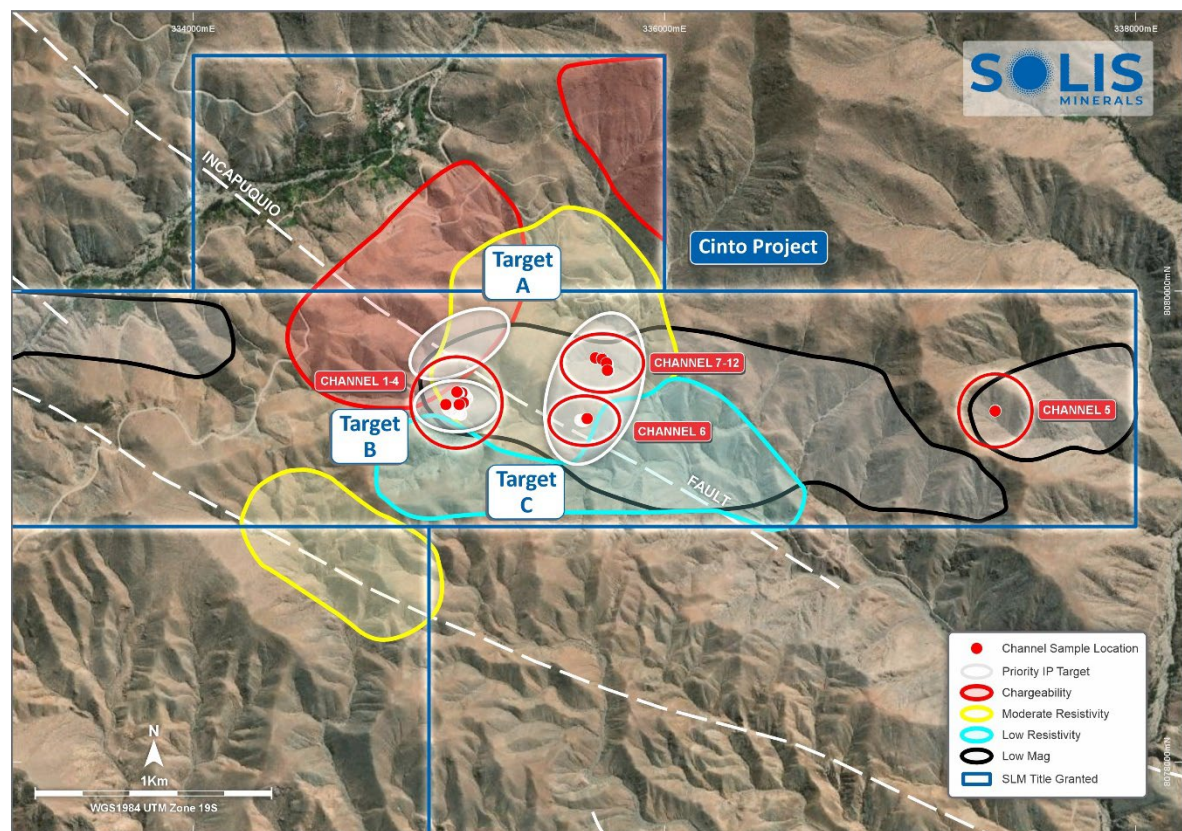 334000mE
336000mE
338000mE
SOLIS
MINERALS
INCAPUQUIO
Cinto Project
Target
A
8080000mN
CHANNEL 1-4
CHANNEL 7-12
CHANNEL 5
Target
B
CHANNEL 6
Target
C
FAULT
Channel Sample Location
Priority IP Target
Chargeability
Moderate Resistivity
Low Resistivity
Low Mag
SLM Title Granted
8078000mN
N
1Km
WGS1984 UTM Zone 19S